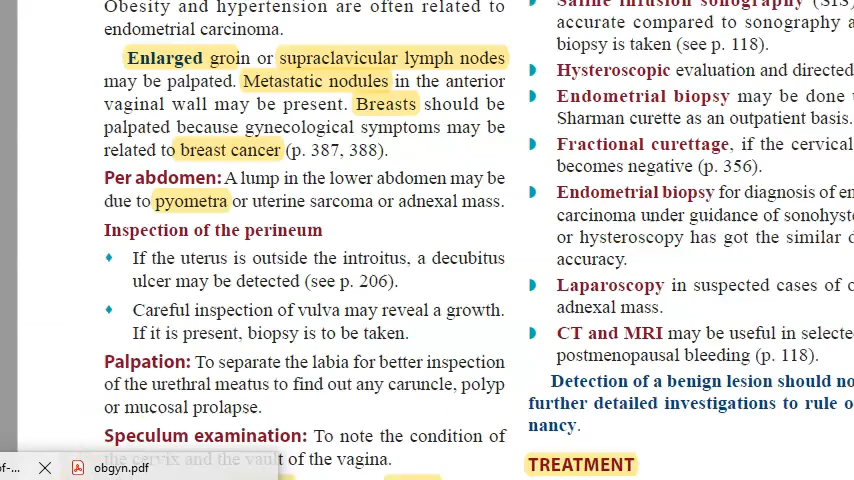 Obesity and hypertension are often related to
endometrial carcinoma.
Enlarged groin or supraclavicular lymph nodes
may be palpated. Metastatic nodules in the anterior
vaginal wall may be present. Breasts should be
palpated because gynecological symptoms may be
related to breast cancer (p. 387, 388).
Per abdomen: A lump in the lower abdomen may be
due to pyometra or uterine sarcoma or adnexal mass.
Inspection of the perineum
♦ If the uterus is outside the introitus, a decubitus
ulcer may be detected (see p. 206).
♦ Careful inspection of vulva may reveal a growth.
If it is present, biopsy is to be taken.
Palpation: To separate the labia for better inspection
of the urethral meatus to find out any caruncle, polyp
or mucosal prolapse.
Speculum examination: To note the condition of
the cervix and the vault of the vagina.
Saline infusion sonography (SIS)
accurate compared to sonography a
biopsy is taken (see p. 118).
Hysteroscopic evaluation and directed
Endometrial biopsy may be done
Sharman curette as an outpatient basis.
Fractional curettage, if the cervical
becomes negative (p. 356).
Endometrial biopsy for diagnosis of en
carcinoma under guidance of sonohyste
or hysteroscopy has got the similar d
accuracy.
Laparoscopy in suspected cases of o
adnexal mass.
CT and MRI may be useful in selecte
postmenopausal bleeding (p. 118).
Detection of a benign lesion should no
further detailed investigations to rule o
nancy.
TREATMENT
of-...
obgyn.pdf